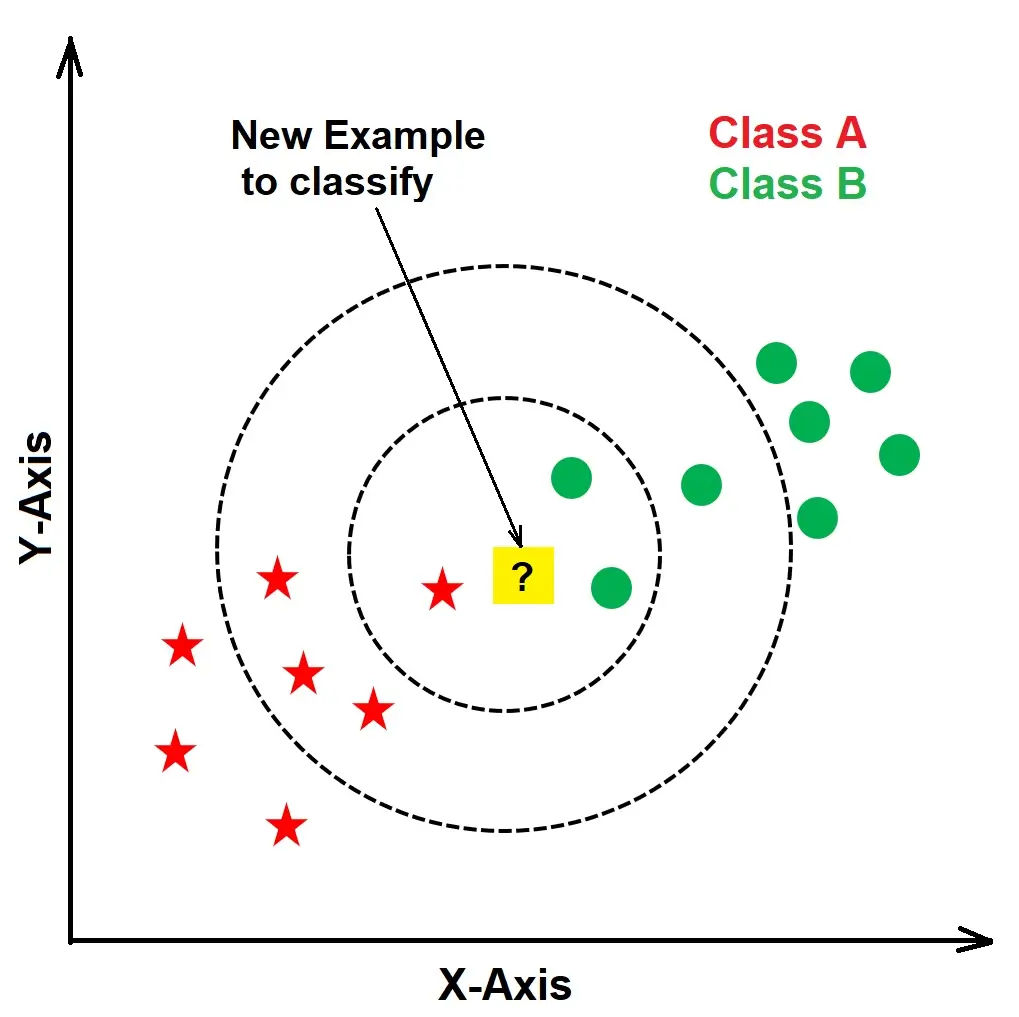 New Example
to classify
Class A
Class B
Y-Axis
?
X-Axis